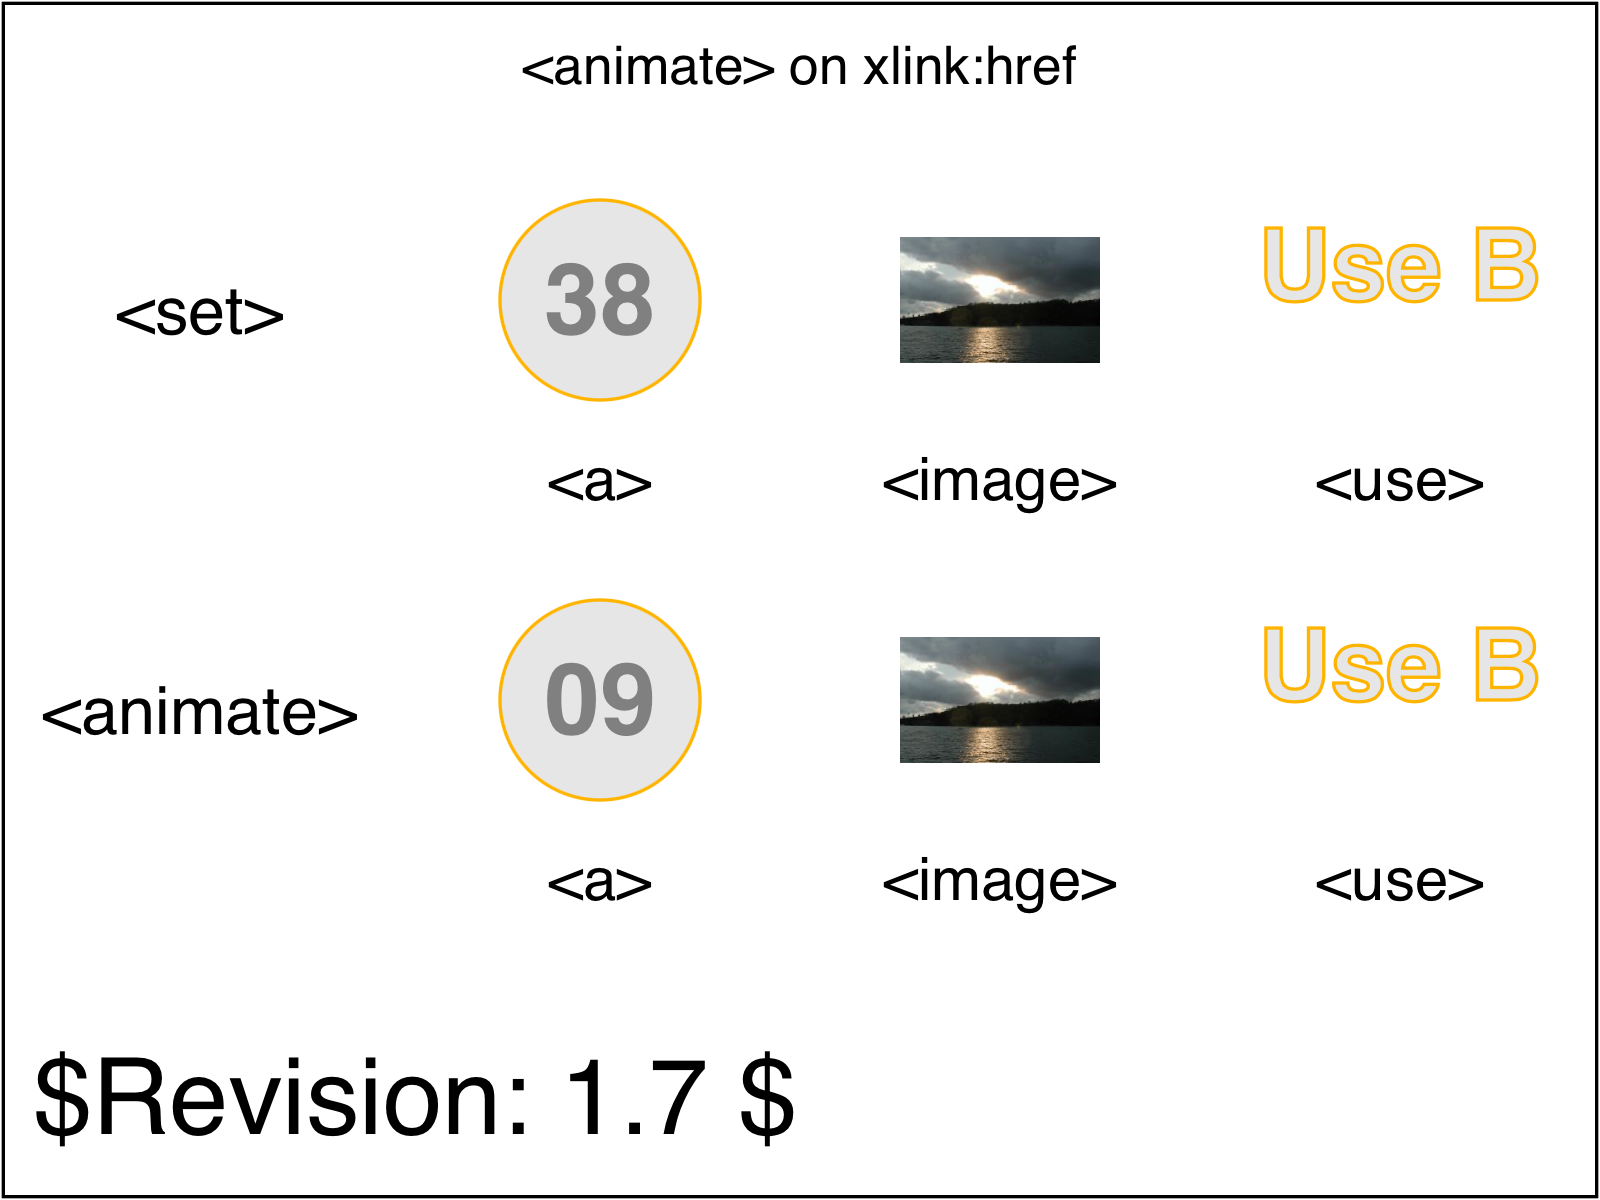 <animate> on xlink:href
<set> 38 Use B
<a> <image> <use>
<animate> 09 Use B
<a> <image> <use>
$Revision: 1.7 $